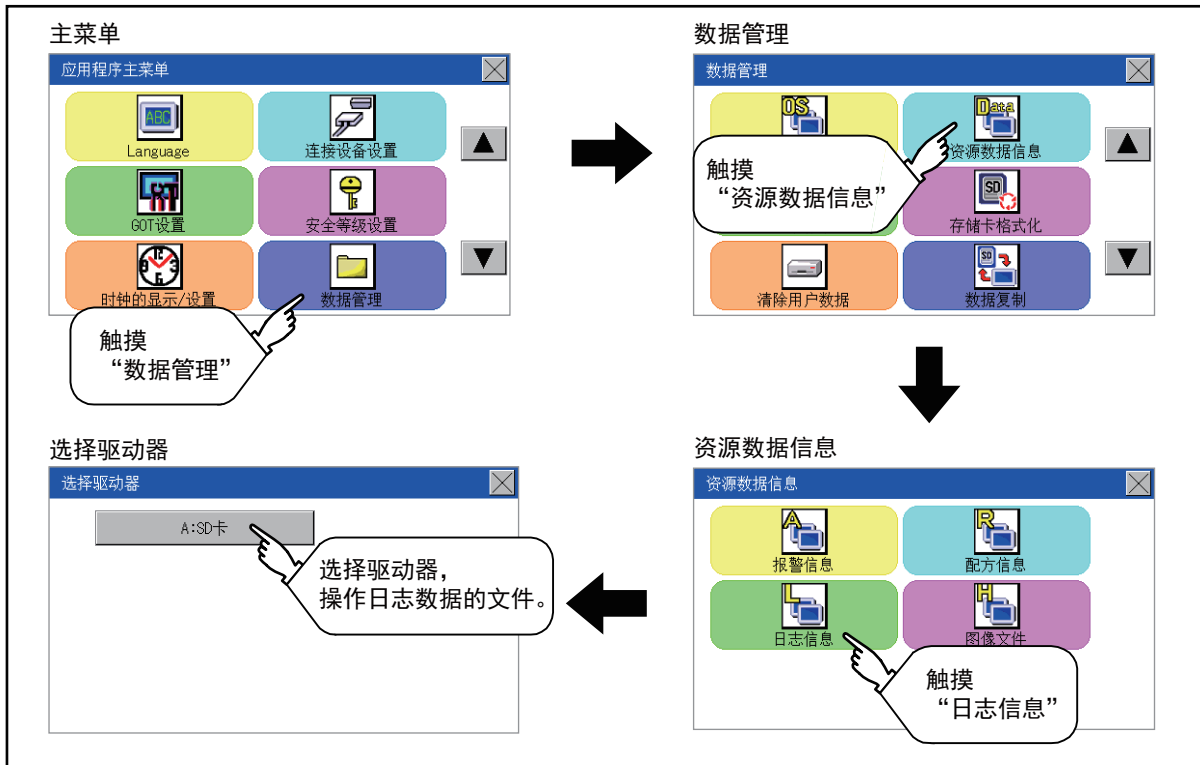 主菜单
应用程序主菜单
ABC
Language
连接设备设置
GOT设置
安全等级设置
时钟的显示/设置
数据管理
触摸
“数据管理”
数据管理
数据管理
OS
Data
资源数据信息
触摸
“资源数据信息”
SD
存储卡格式化
清除用户数据
SD
数据复制
资源数据信息
资源数据信息
A
报警信息
R
配方信息
L
日志信息
H
图像文件
触摸
“日志信息”
选择驱动器
选择驱动器
A:SD卡
选择驱动器，
操作日志数据的文件。